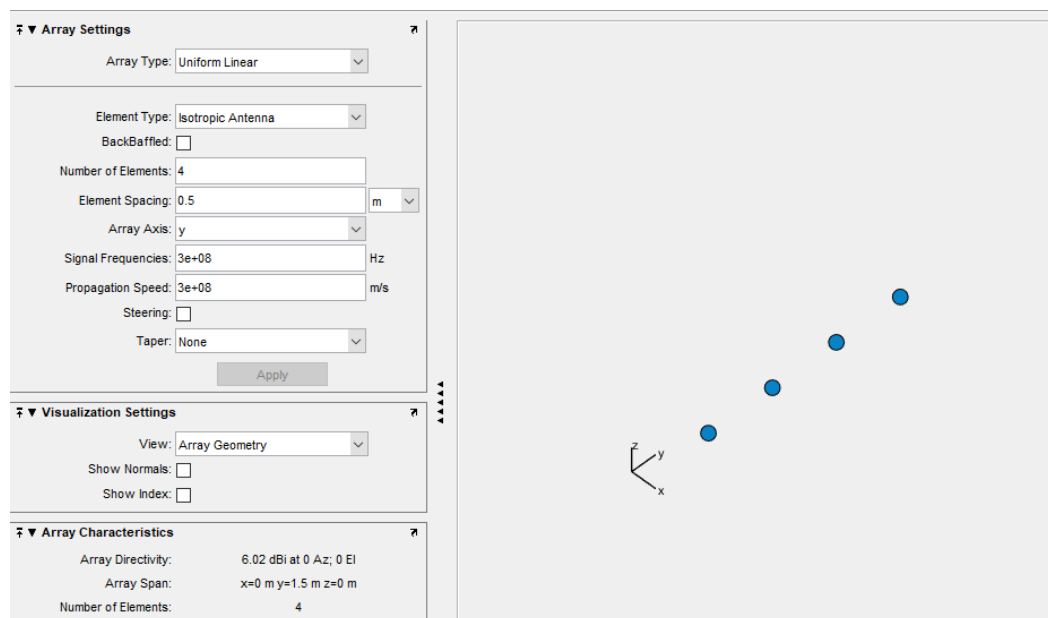 Array Settings
Array Type: Uniform Linear
Element Type: Isotropic Antenna
BackBaffled:
Number of Elements: 4
Element Spacing: 0.5 m
Array Axis: y
Signal Frequencies: 3e+08 Hz
Propagation Speed: 3e+08 m/s
Steering:
Taper: None
Apply
Visualization Settings
View: Array Geometry
Show Normals:
Show Index:
Array Characteristics
Array Directivity: 6.02 dBi at 0 Az; 0 El
Array Span: x=0 m y=1.5 m z=0 m
Number of Elements: 4
z
y
x